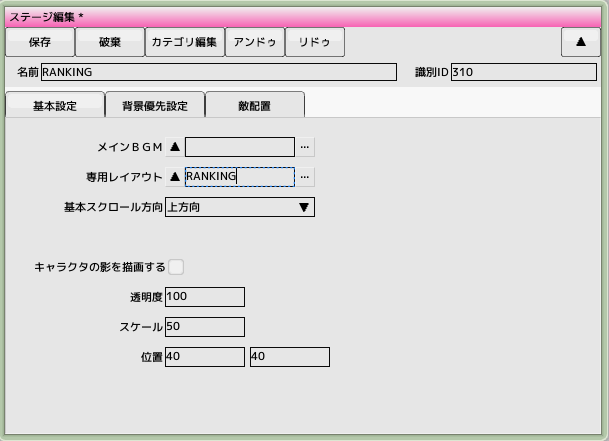 ステージ編集 *
保存 破棄 カテゴリ編集 アンドゥ リドゥ ▲
名前 RANKING 識別ID 310
基本設定 背景優先設定 敵配置
メインＢＧＭ ▲ ...
専用レイアウト ▲ RANKING ...
基本スクロール方向 上方向 ▼
キャラクタの影を描画する
透明度 100
スケール 50
位置 40 40